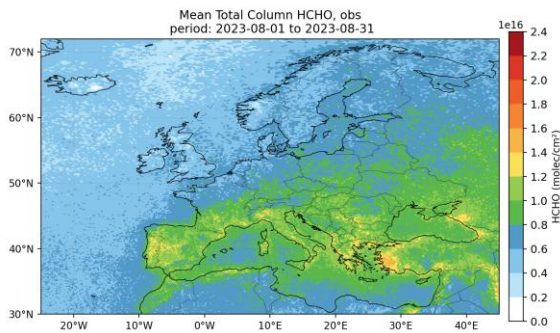 Mean Total Column HCHO, obs
period: 2023-08-01 to 2023-08-31
1e16
70°N
60°N
50°N
40°N
30°N
20°W
10°W
0°W
10°E
20°E
30°E
40°E
2.4
2.2
2.0
1.8
1.6
1.4
1.2
1.0
0.8
0.6
0.4
0.2
0.0
HCHO (molec/cm²)